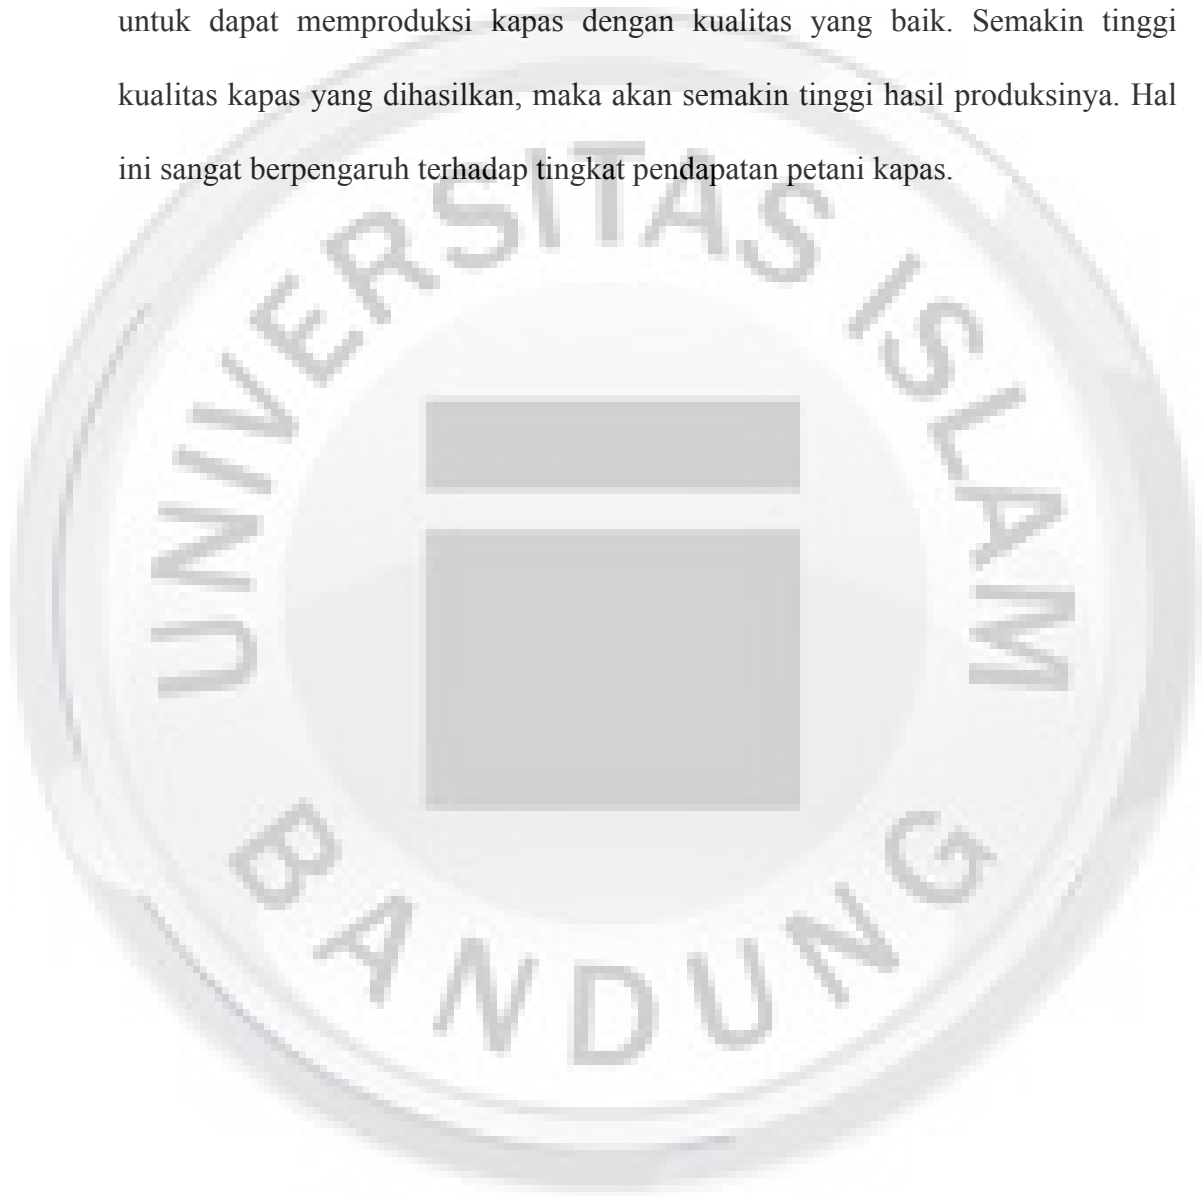 untuk dapat memproduksi kapas dengan kualitas yang baik. Semakin tinggi
kualitas kapas yang dihasilkan, maka akan semakin tinggi hasil produksinya. Hal
ini sangat berpengaruh terhadap tingkat pendapatan petani kapas.
UNIVERSITAS ISLAM
BANDUNG